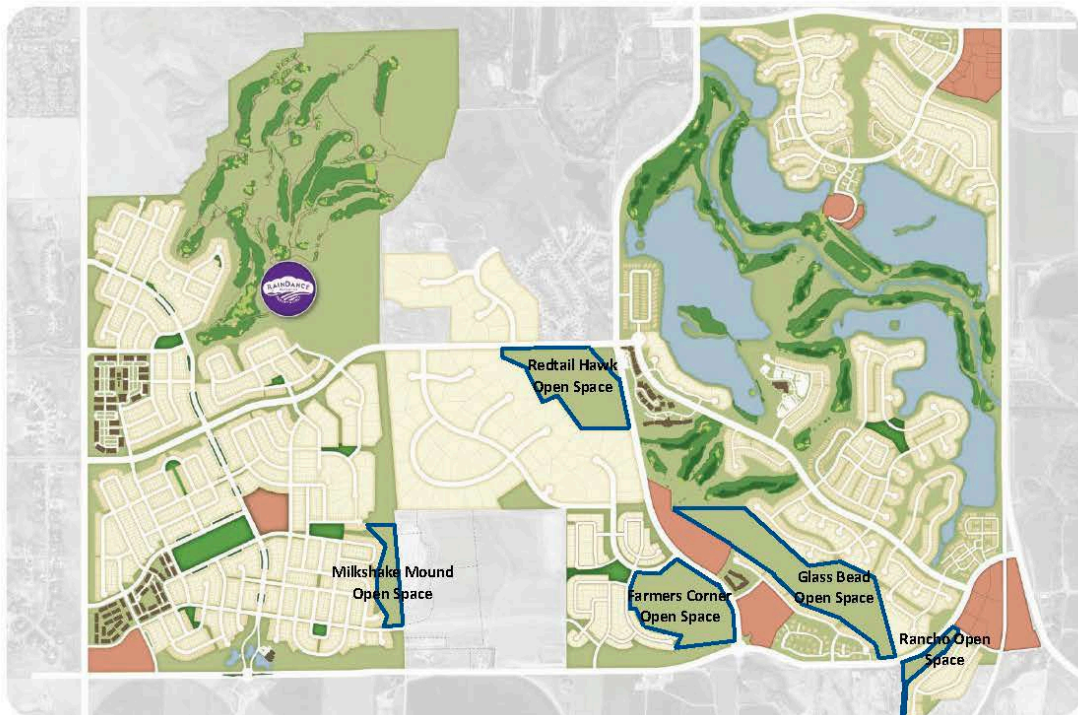 RAINDANCE
Redtail Hawk
Open Space
Milkshake Mound
Open Space
Farmers Corner
Open Space
Glass Bead
Open Space
Rancho Open
Space